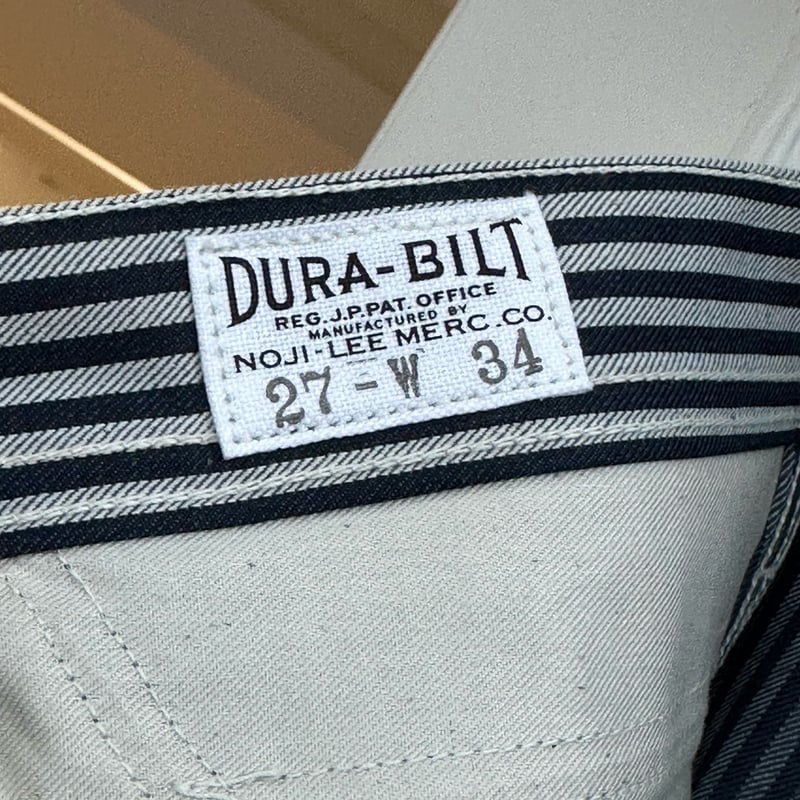 DURA-BILT
REG.J.P.PAT.OFFICE
MANUFACTURED BY
NOJI-LEE MERC.CO.
27-W 34